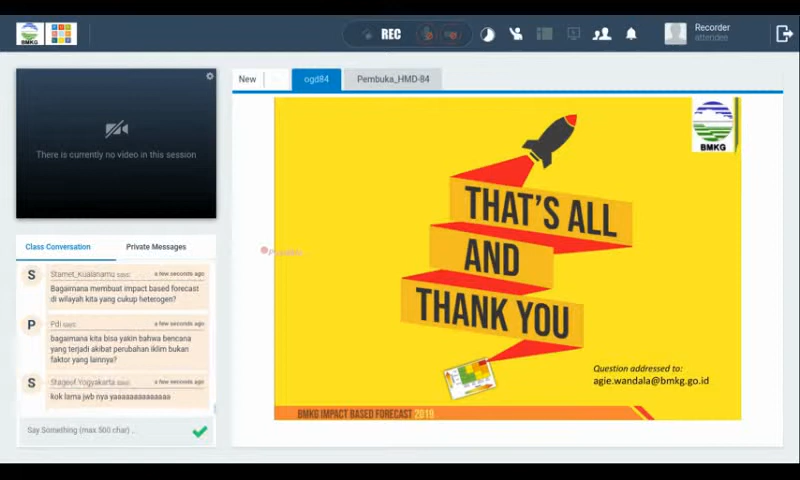 BMKG
REC
Recorder
attendee
There is currently no video in this session
Class Conversation
Private Messages
S
Stamet_Kualanamu says:
a few seconds ago
Bagaimana membuat impact based forecast
di wilayah kita yang cukup heterogen?
P
Pdi says:
a few seconds ago
bagaimana kita bisa yakin bahwa bencana
yang terjadi akibat perubahan iklim bukan
faktor yang lainnya?
S
Stageof Yogyakarta says:
a few seconds ago
kok lama jwb nya yaaaaaaaaaaaaaa
Say Something (max 500 char) ...
New
ogd84
Pembuka_HMD-84
BMKG
THAT'S ALL
AND
THANK YOU
Question addressed to:
agie.wandala@bmkg.go.id
BMKG IMPACT BASED FORECAST 2019